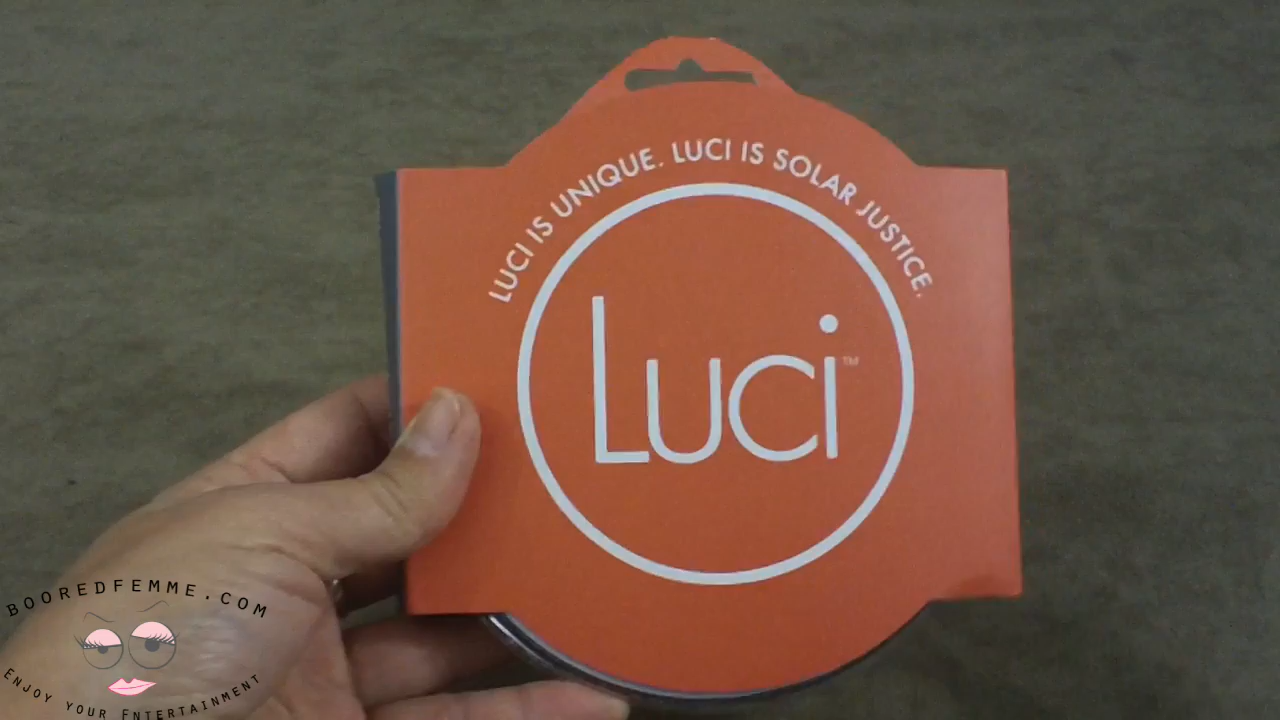 LUCI IS UNIQUE. LUCI IS SOLAR JUSTICE.
Luci™
BOOREDFEMME.COM
ENJOY YOUR ENTERTAINMENT